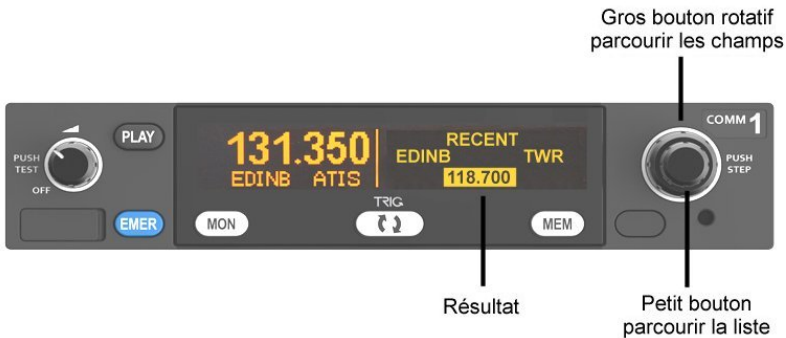 Gros bouton rotatif
parcourir les champs
COMM 1
PLAY
PUSH
TEST
OFF
131.350
EDINB ATIS
RECENT
EDINB TWR
118.700
PUSH
STEP
TRIG
EMER
MON
MEM
Résultat
Petit bouton
parcourir la liste